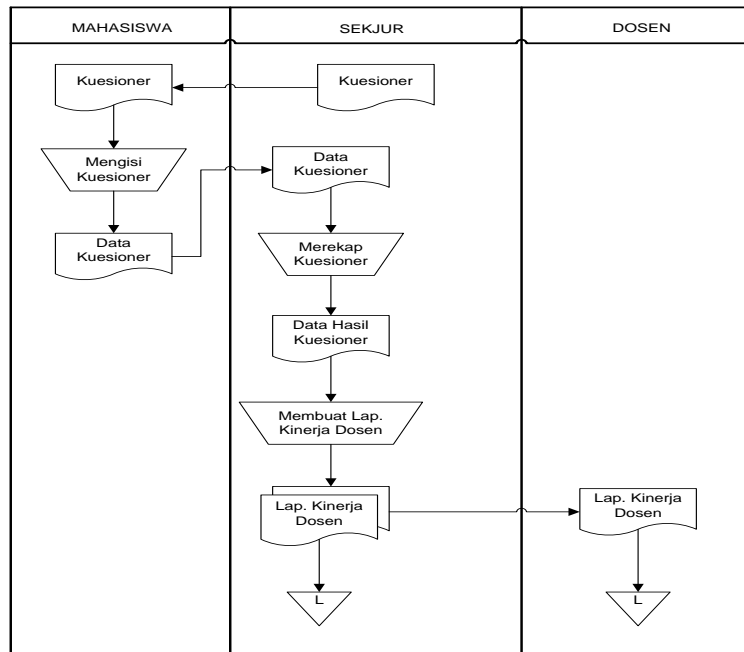 MAHASISWA
SEKJUR
DOSEN
Kuesioner
Kuesioner
Mengisi
Kuesioner
Data
Kuesioner
Data
Kuesioner
Merekap
Kuesioner
Data Hasil
Kuesioner
Membuat Lap.
Kinerja Dosen
Lap. Kinerja
Dosen
Lap. Kinerja
Dosen
L
L